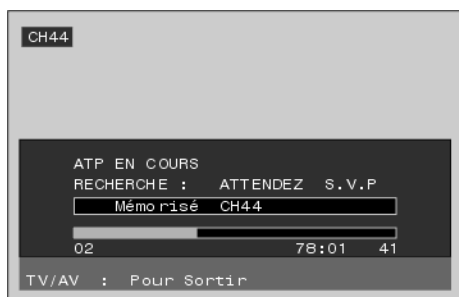 CH44
ATP EN COURS
RECHERCHE : ATTENDEZ S.V.P
Mémorisé CH44
02 78:01 41
TV/AV : Pour Sortir